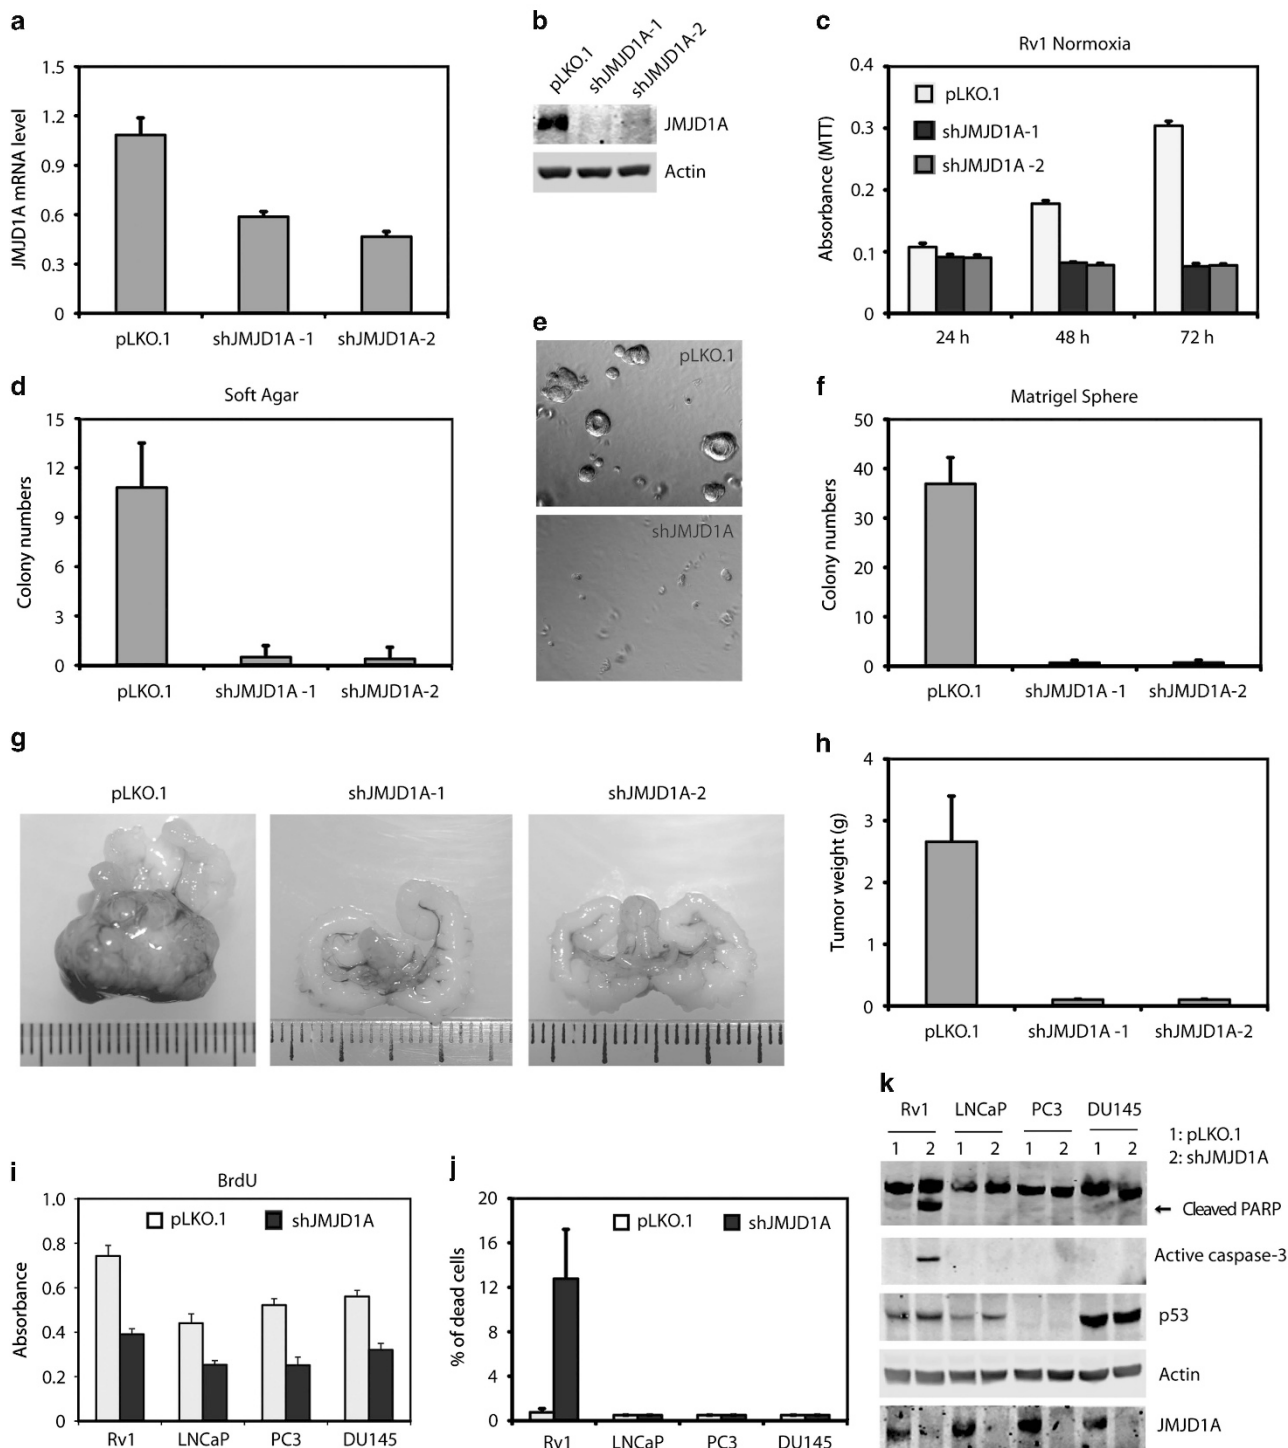 a
1.5
1.2
0.9
0.6
0.3
0
JMJD1A mRNA level
pLKO.1 shJMJD1A -1 shJMJD1A-2
b
pLKO.1
shJMJD1A-1
shJMJD1A-2
JMJD1A
Actin
c
Rv1 Normoxia
0.4
0.3
0.2
0.1
0
Absorbance (MTT)
pLKO.1
shJMJD1A-1
shJMJD1A -2
24 h 48 h 72 h
d
Soft Agar
15
12
9
6
3
0
Colony numbers
pLKO.1 shJMJD1A -1 shJMJD1A-2
e
pLKO.1
shJMJD1A
f
Matrigel Sphere
50
40
30
20
10
0
Colony numbers
pLKO.1 shJMJD1A -1 shJMJD1A-2
g
pLKO.1 shJMJD1A-1 shJMJD1A-2
h
4
3
2
1
0
Tumor weight (g)
pLKO.1 shJMJD1A -1 shJMJD1A-2
i
BrdU
1.0
0.8
0.6
0.4
0.2
0
Absorbance
pLKO.1 shJMJD1A
Rv1 LNCaP PC3 DU145
j
20
16
12
8
4
0
% of dead cells
pLKO.1 shJMJD1A
Rv1 LNCaP PC3 DU145
k
Rv1 LNCaP PC3 DU145
1 2 1 2 1 2 1 2
1: pLKO.1
2: shJMJD1A
← Cleaved PARP
Active caspase-3
p53
Actin
JMJD1A